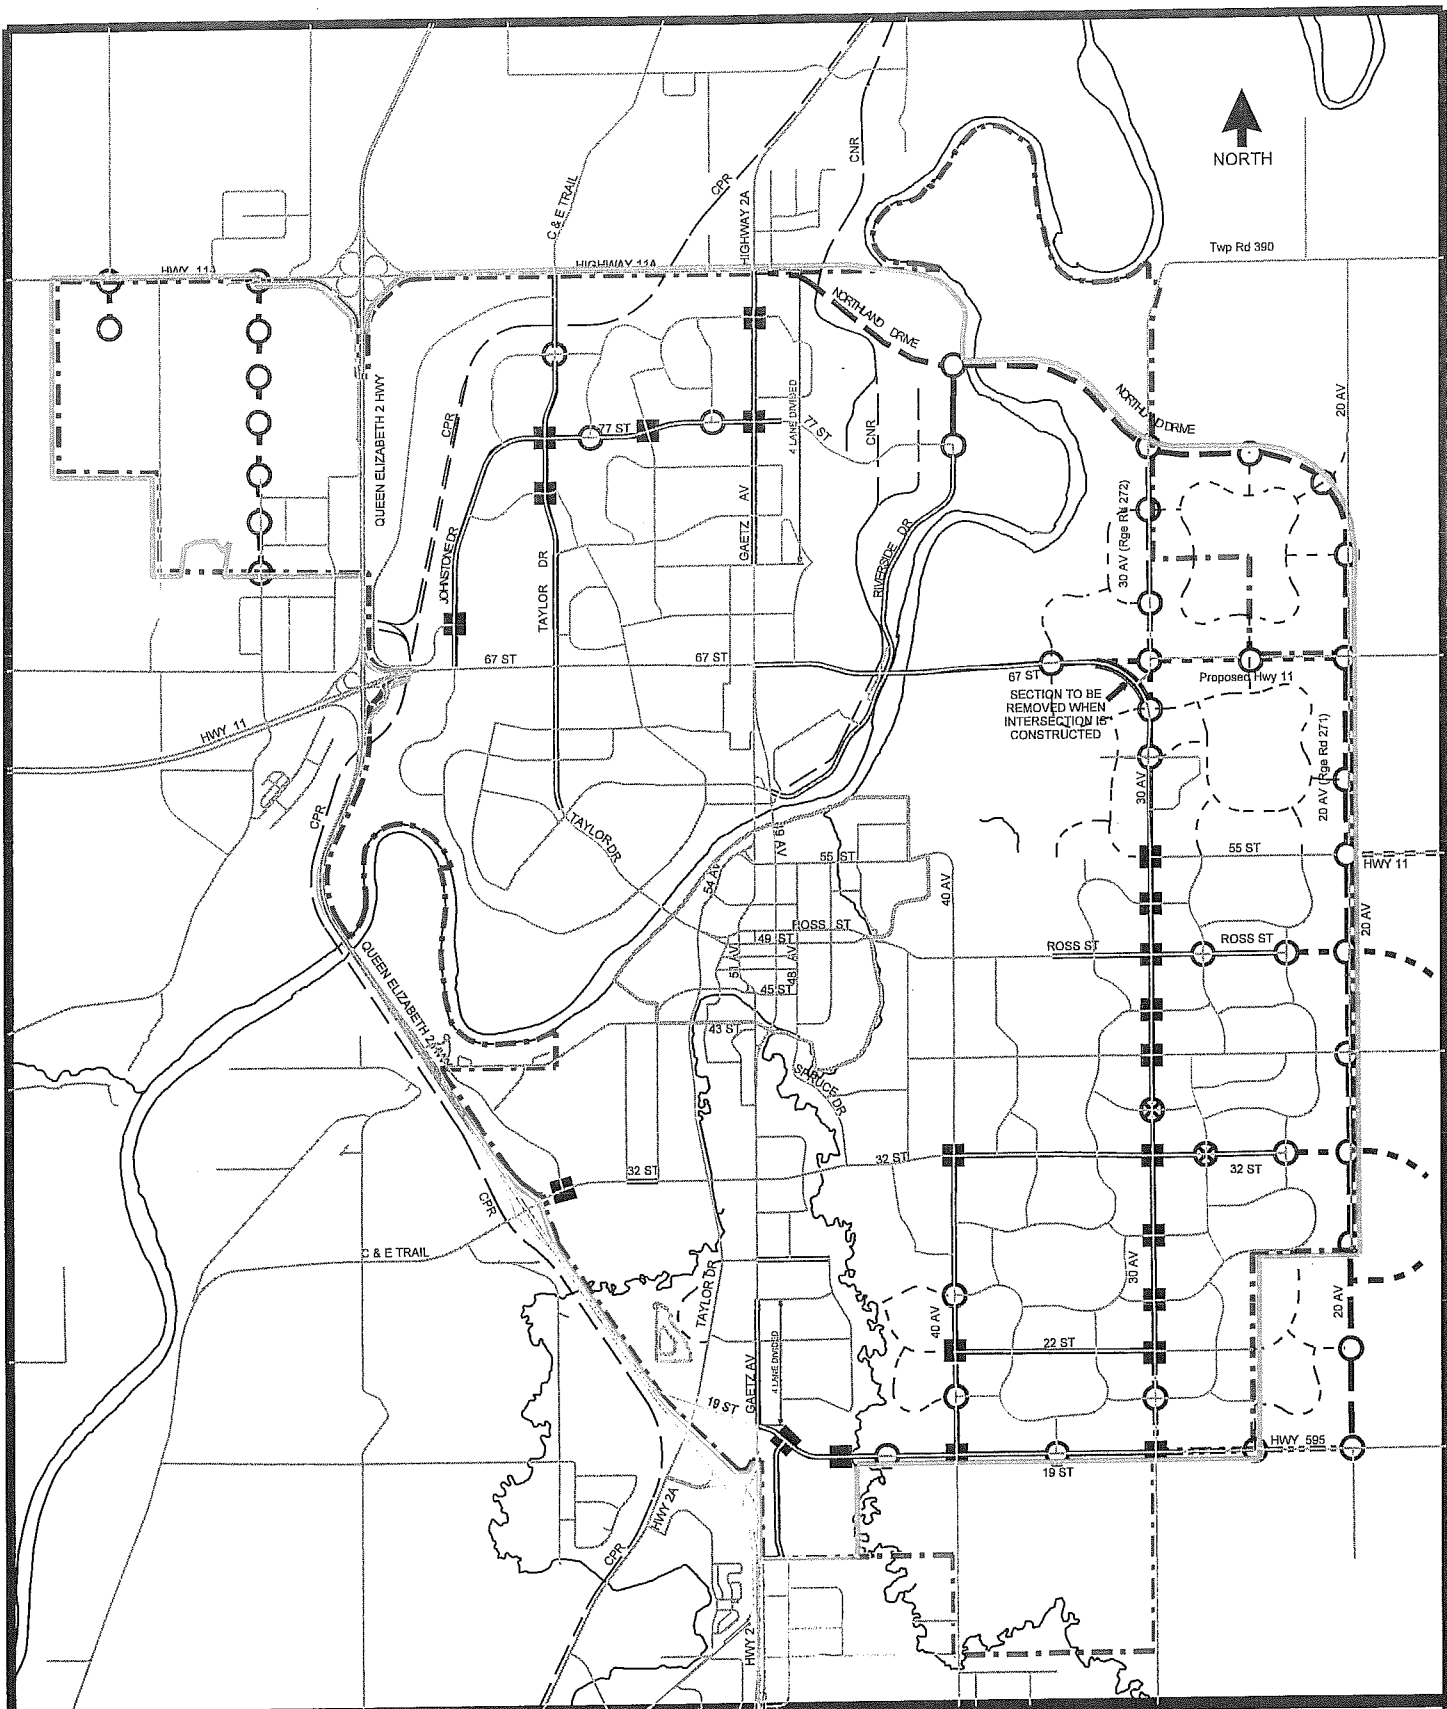 NORTH
Twp Rd 390
C & E TRAIL
CPR
HIGHWAY 2A
CNR
HIGHWAY 11A
NORTHLAND DRIVE
NORTHLAND DRIVE
20 AV
QUEEN ELIZABETH 2 HWY
CPR
77 ST
4 LANE DIVIDED
77 ST
CNR
GAETZ AV
JOHNSTONE DR
TAYLOR DR
RIVERSIDE DR
30 AV (Rge Rd 272)
67 ST
67 ST
67 ST
Proposed Hwy 11
SECTION TO BE
REMOVED WHEN
INTERSECTION IS
CONSTRUCTED
HWY 11
20 AV (Rge Rd 271)
30 AV
CPR
TAYLOR DR
55 ST
55 ST
HWY 11
54 AV
40 AV
20 AV
ROSS ST
49 ST
ROSS ST
ROSS ST
51 AV
48 AV
45 ST
43 ST
QUEEN ELIZABETH 2 HWY
SPRUCE DR
32 ST
32 ST
32 ST
CPR
C & E TRAIL
TAYLOR DR
30 AV
20 AV
40 AV
22 ST
GAETZ AV
4 LANE DIVIDED
19 ST
HWY 595
19 ST
HWY 2A
CPR
HWY 2